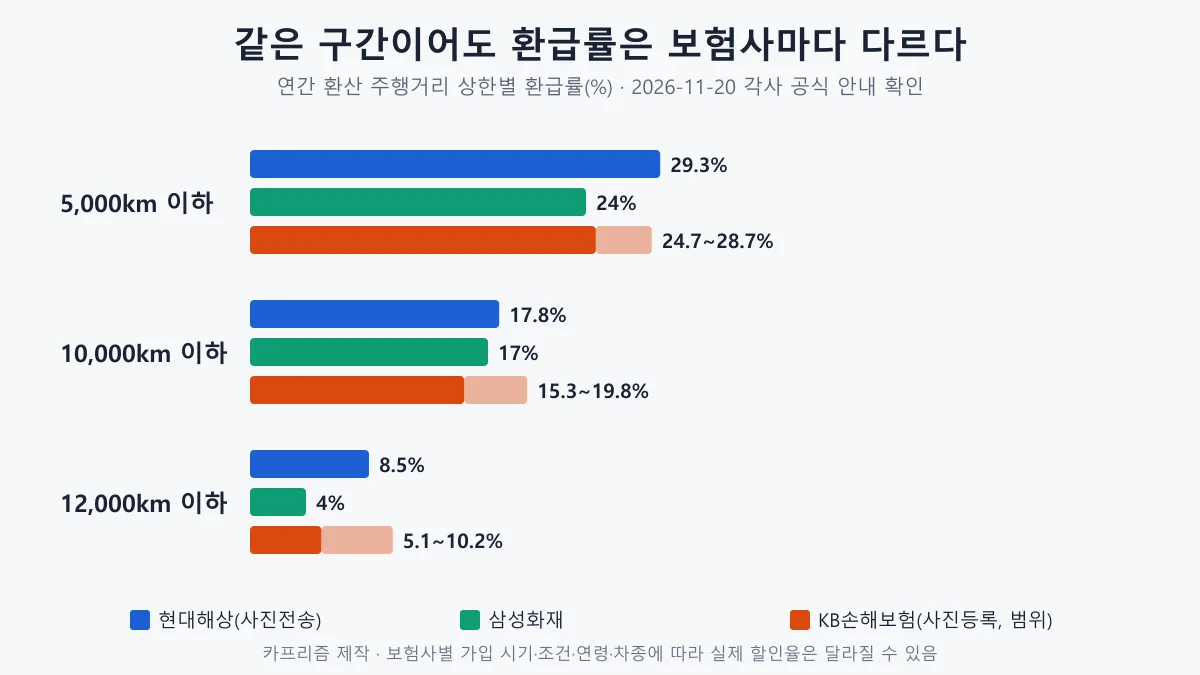 같은 구간이어도 환급률은 보험사마다 다르다
연간 환산 주행거리 상한별 환급률(%) · 2026-11-20 각사 공식 안내 확인
5,000km 이하
29.3%
24%
24.7~28.7%
10,000km 이하
17.8%
17%
15.3~19.8%
12,000km 이하
8.5%
4%
5.1~10.2%
현대해상(사진전송)
삼성화재
KB손해보험(사진등록, 범위)
카프리즘 제작 · 보험사별 가입 시기·조건·연령·차종에 따라 실제 할인율은 달라질 수 있음